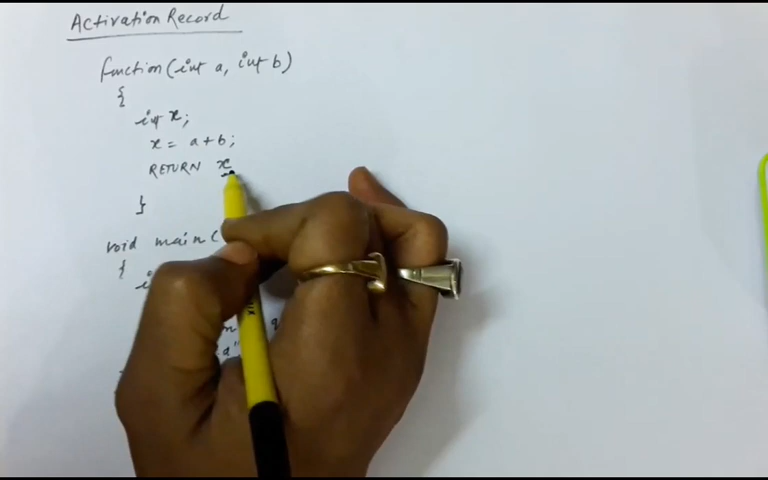 Activation Record
function(int a, int b)
{
int x;
x = a+b;
RETURN x
}
void main(
{